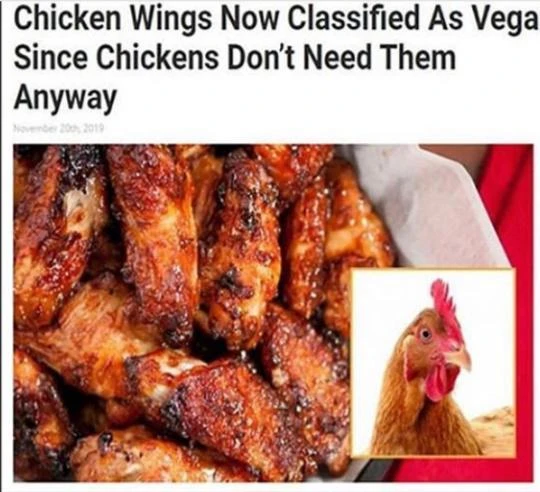 Chicken Wings Now Classified As Vega
Since Chickens Don't Need Them
Anyway
November 20th, 2019